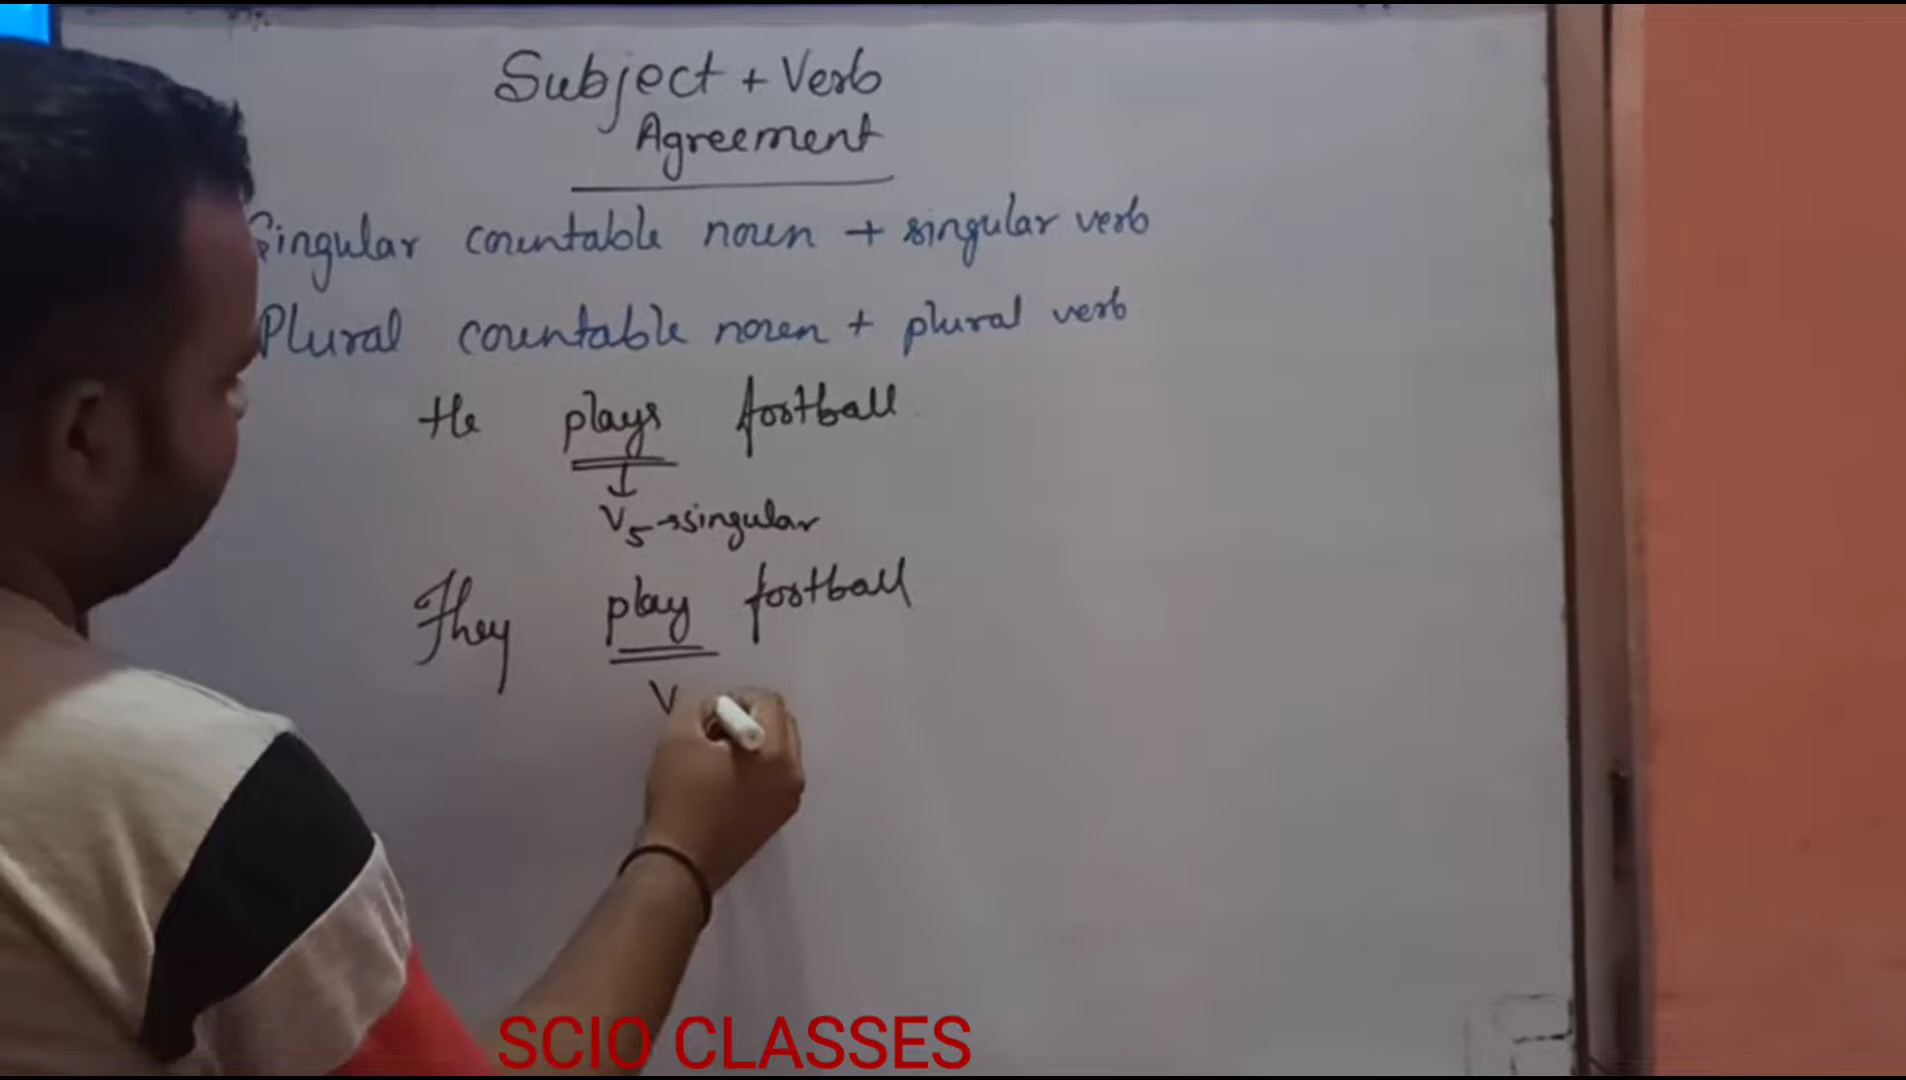 Subject + Verb
Agreement
Singular countable noun + singular verb
Plural countable noun + plural verb
He plays football
V5 → singular
They play football
V
SCIO CLASSES